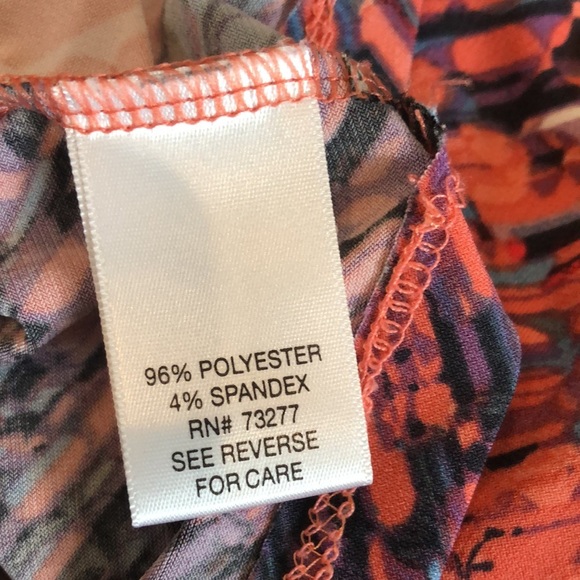 96% POLYESTER
4% SPANDEX
RN# 73277
SEE REVERSE
FOR CARE